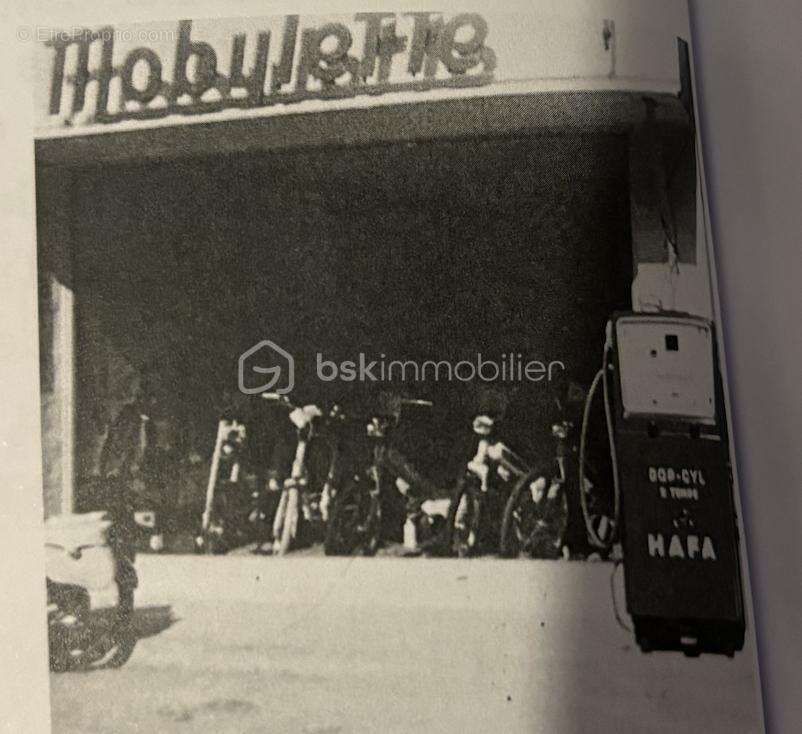 © EtreProprio.com
Mobylette
bskimmobilier
DOP-CYL
2 TEMPS
HAFA